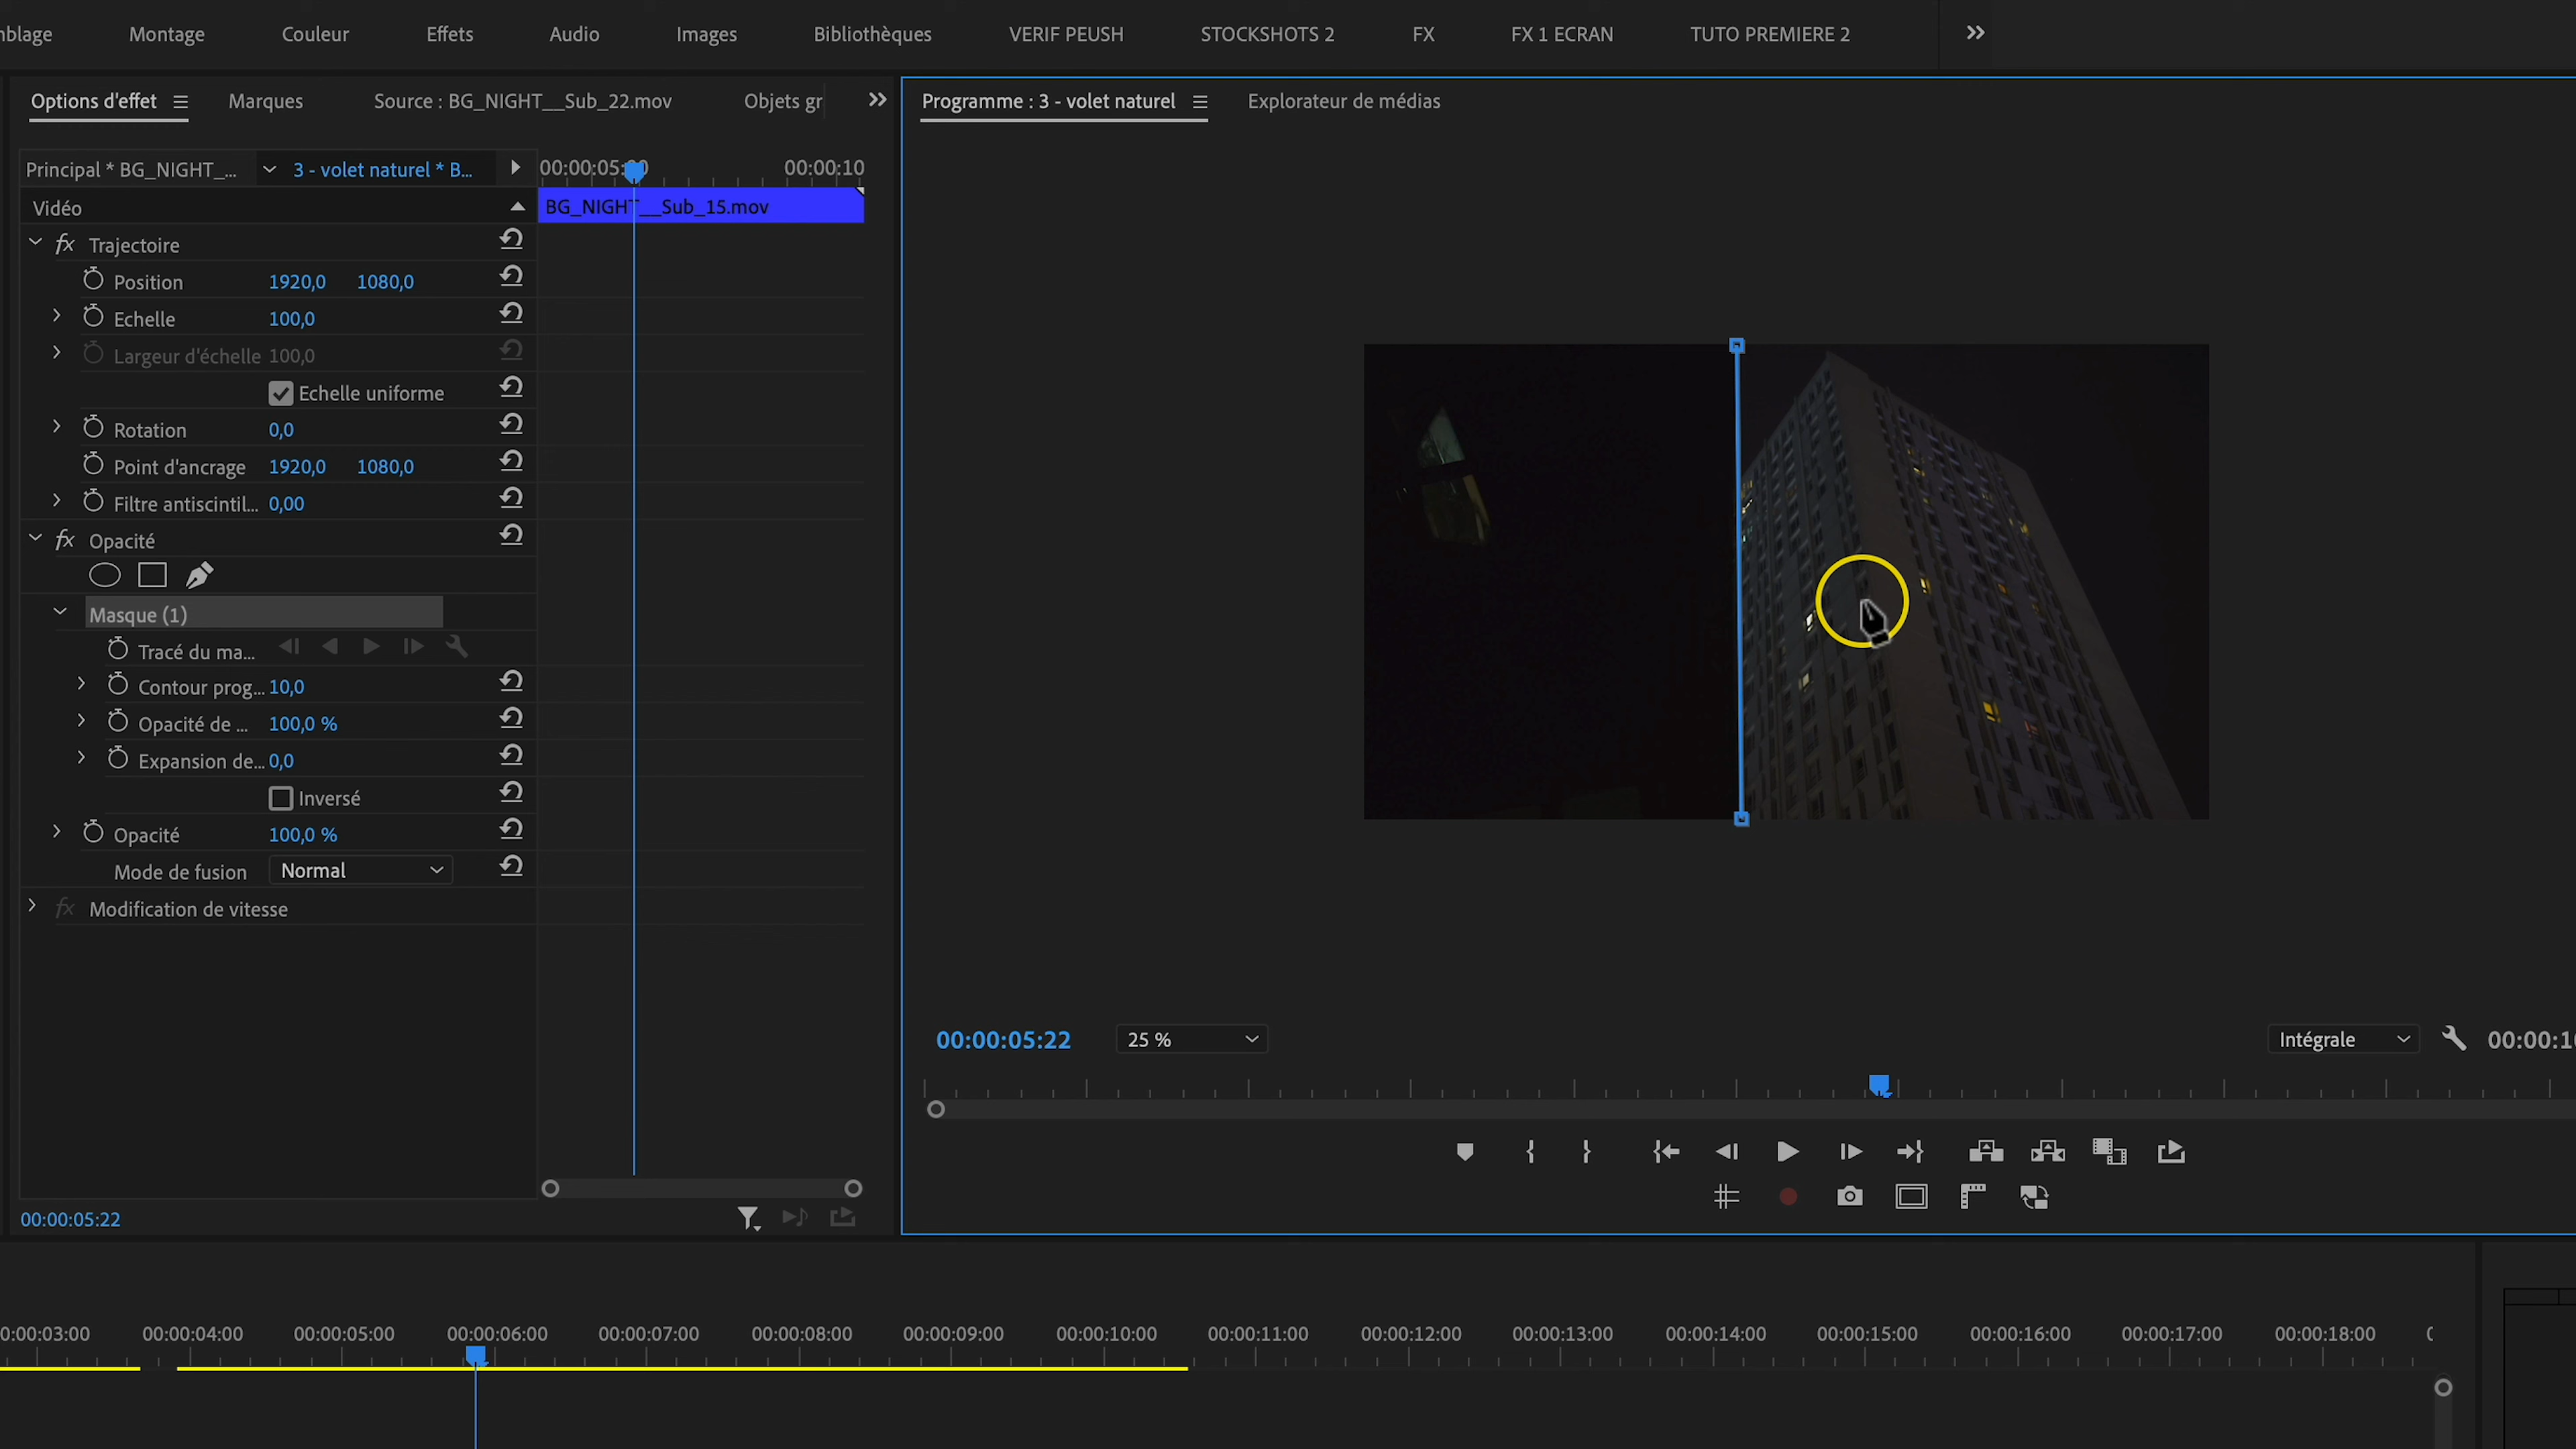 nblage Montage Couleur Effets Audio Images Bibliothèques VERIF PEUSH STOCKSHOTS 2 FX FX 1 ECRAN TUTO PREMIERE 2
Options d'effet Marques Source : BG_NIGHT__Sub_22.mov Objets gr
Programme : 3 - volet naturel Explorateur de médias
Principal * BG_NIGHT_... 3 - volet naturel * B... 00:00:05:00 00:00:10
Vidéo BG_NIGHT__Sub_15.mov
fx Trajectoire
Position 1920,0 1080,0
Echelle 100,0
Largeur d'échelle 100,0
Echelle uniforme
Rotation 0,0
Point d'ancrage 1920,0 1080,0
Filtre antiscintil... 0,00
fx Opacité
Masque (1)
Tracé du ma...
Contour prog... 10,0
Opacité de ... 100,0 %
Expansion de... 0,0
Inversé
Opacité 100,0 %
Mode de fusion Normal
fx Modification de vitesse
00:00:05:22 25 % Intégrale 00:00:1
00:00:05:22
0:00:03:00 00:00:04:00 00:00:05:00 00:00:06:00 00:00:07:00 00:00:08:00 00:00:09:00 00:00:10:00 00:00:11:00 00:00:12:00 00:00:13:00 00:00:14:00 00:00:15:00 00:00:16:00 00:00:17:00 00:00:18:00